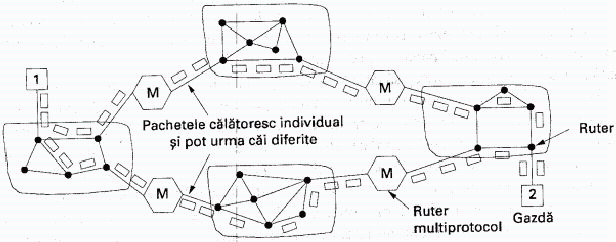 1
M
M
Pachetele călătoresc individual
și pot urma căi diferite
Ruter
M
M
Ruter
multiprotocol
2
Gazdă